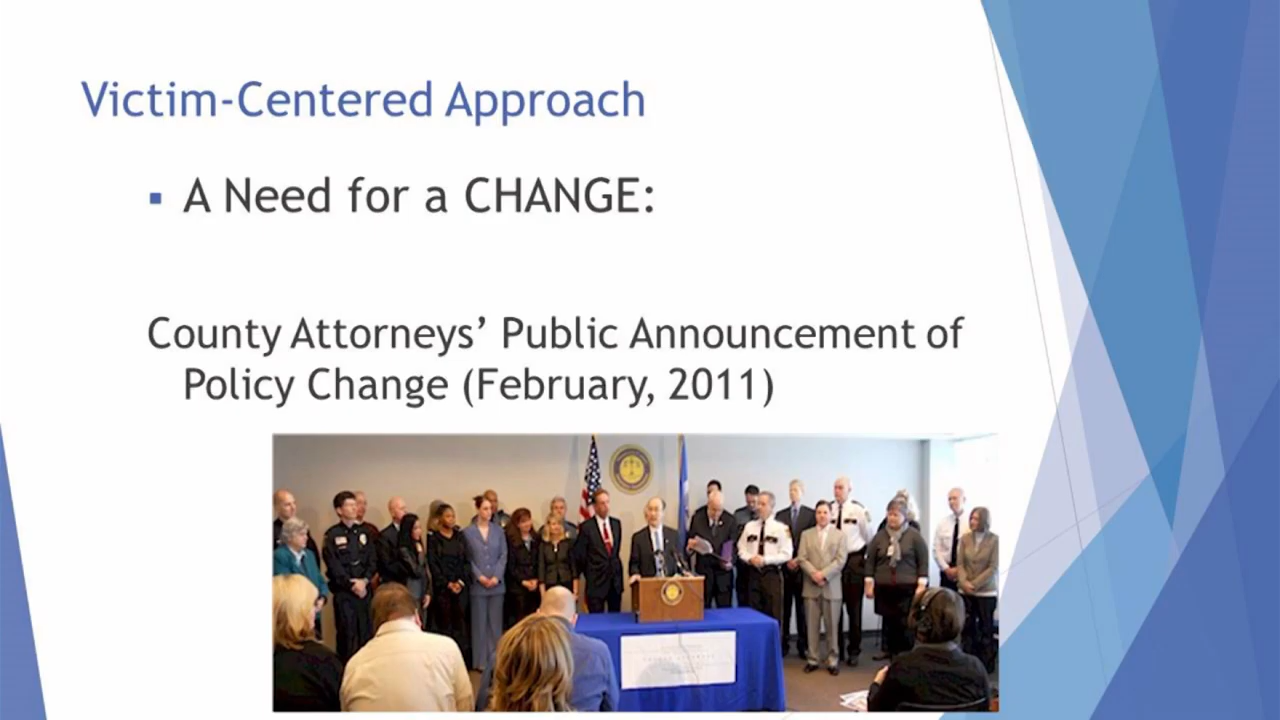 Victim-Centered Approach
▪ A Need for a CHANGE:
County Attorneys’ Public Announcement of
Policy Change (February, 2011)